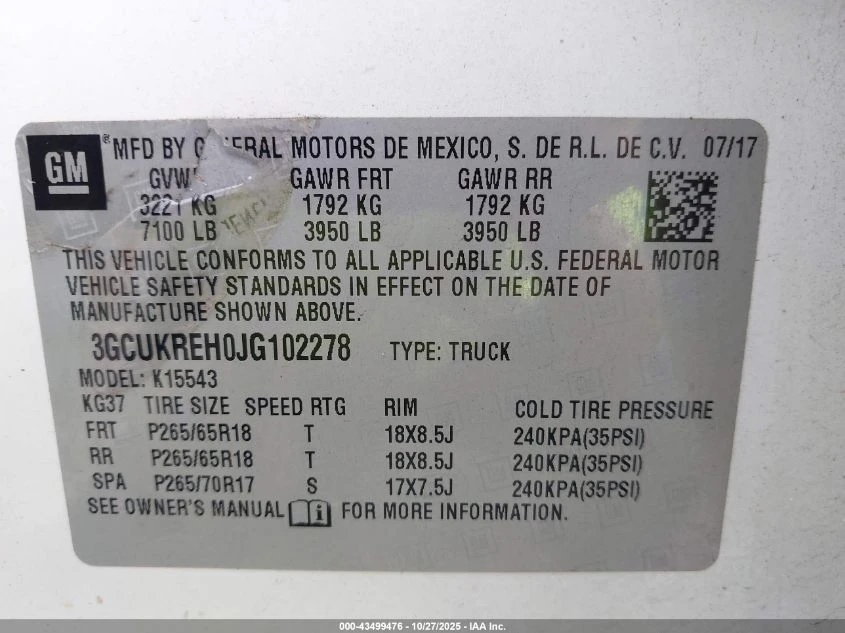 GM
MFD BY GENERAL MOTORS DE MEXICO, S. DE R.L. DE C.V. 07/17
GVWR GAWR FRT GAWR RR
3221 KG 1792 KG 1792 KG
7100 LB 3950 LB 3950 LB
THIS VEHICLE CONFORMS TO ALL APPLICABLE U.S. FEDERAL MOTOR
VEHICLE SAFETY STANDARDS IN EFFECT ON THE DATE OF
MANUFACTURE SHOWN ABOVE.
3GCUKREH0JG102278 TYPE: TRUCK
MODEL: K15543
KG37 TIRE SIZE SPEED RTG RIM COLD TIRE PRESSURE
FRT P265/65R18 T 18X8.5J 240KPA(35PSI)
RR P265/65R18 T 18X8.5J 240KPA(35PSI)
SPA P265/70R17 S 17X7.5J 240KPA(35PSI)
SEE OWNER'S MANUAL i FOR MORE INFORMATION.
000-43499476 | 10/27/2025 | IAA Inc.